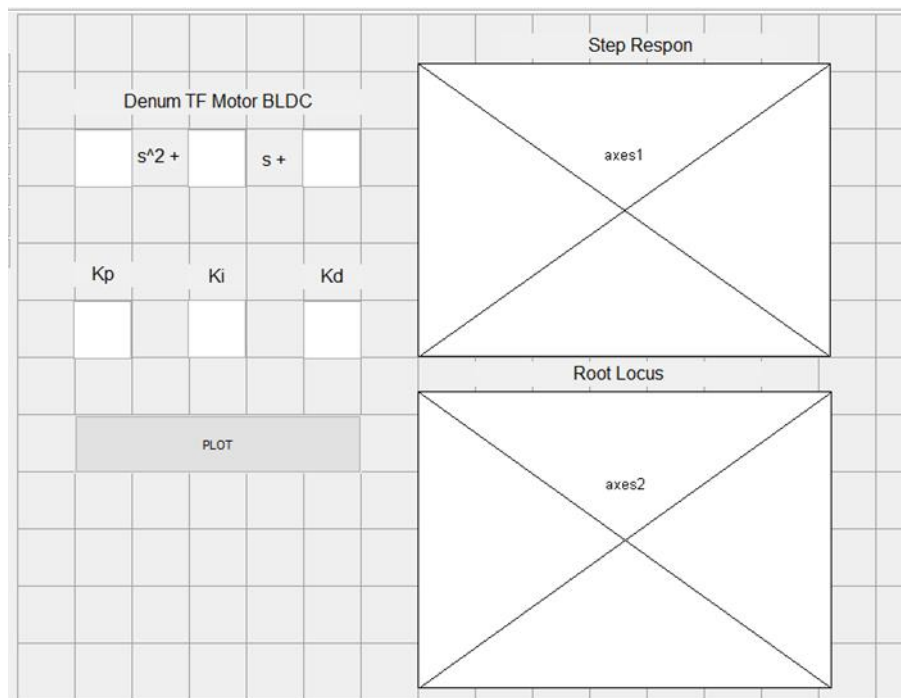 Step Respon
Denum TF Motor BLDC
s^2 + s +
axes1
Kp Ki Kd
Root Locus
PLOT
axes2